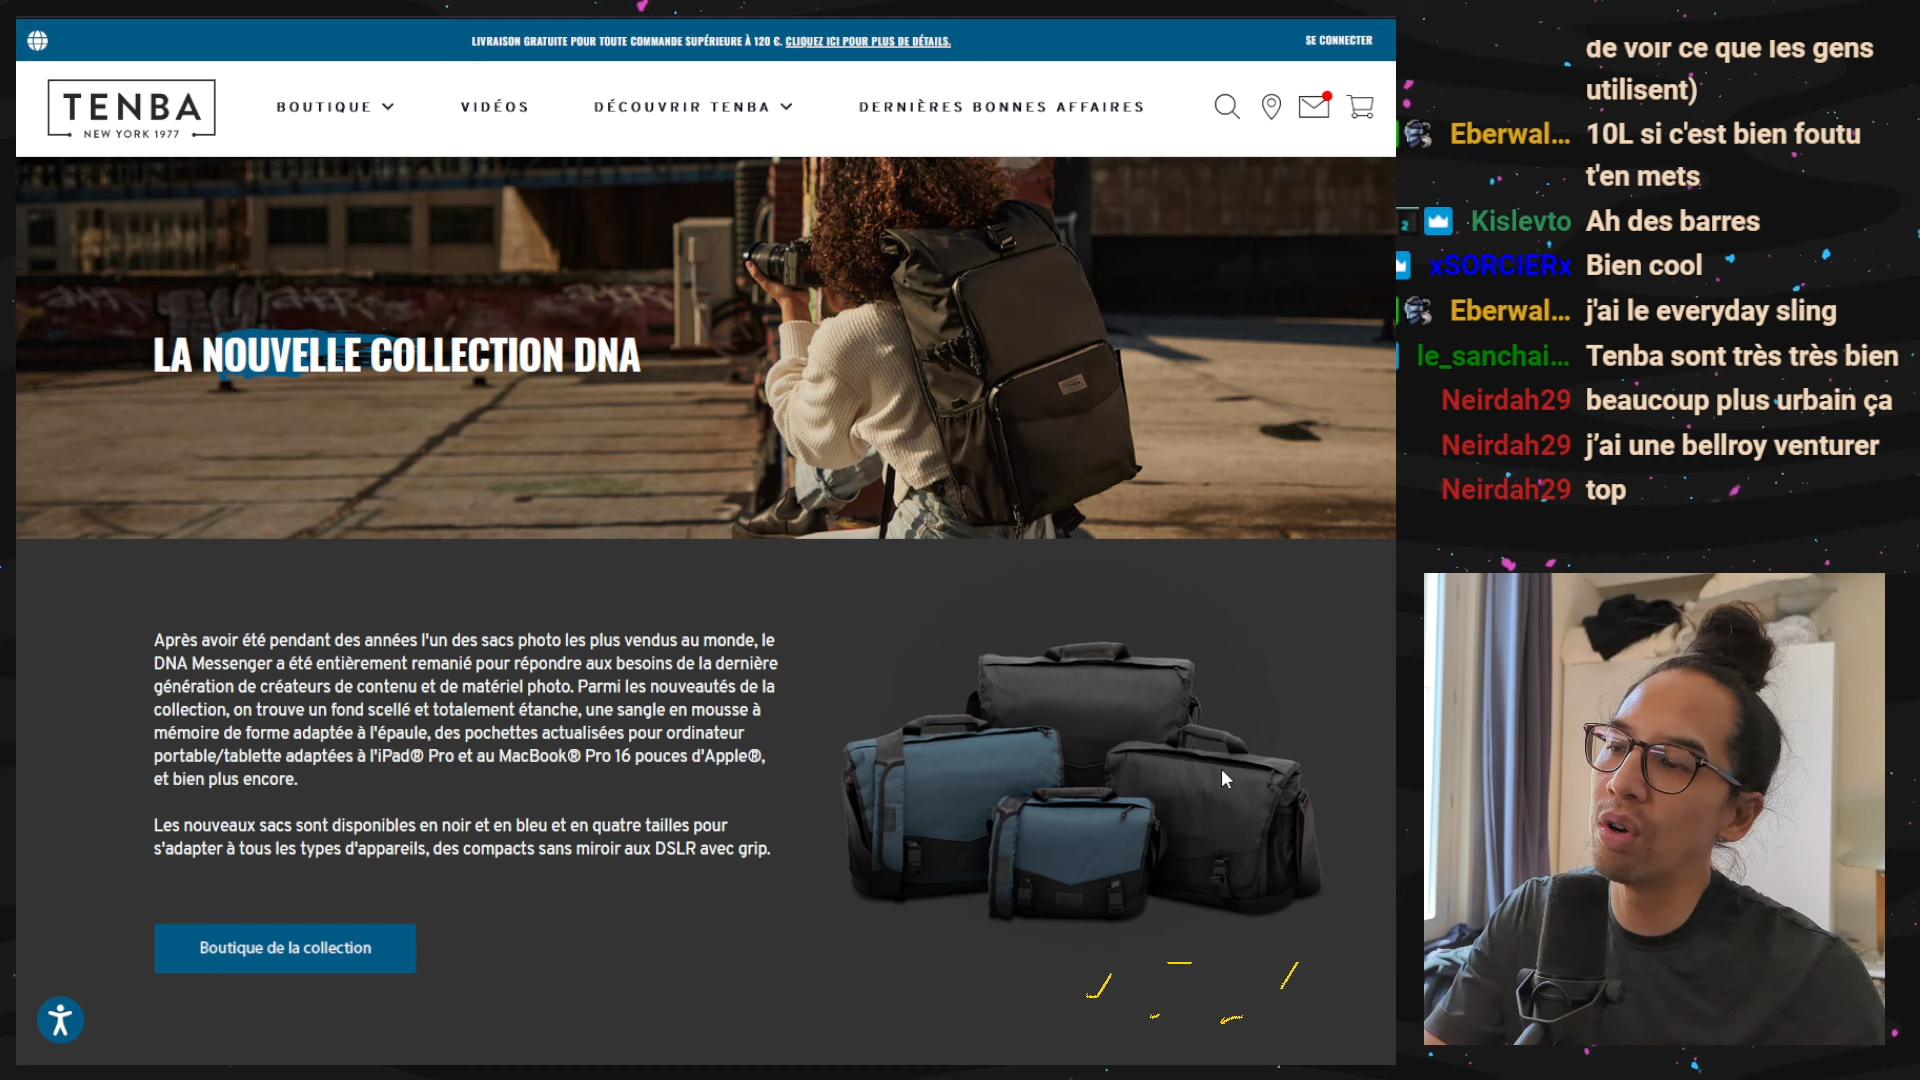 LIVRAISON GRATUITE POUR TOUTE COMMANDE SUPÉRIEURE À 120 €. CLIQUEZ ICI POUR PLUS DE DÉTAILS.
SE CONNECTER
TENBA
NEW YORK 1977
BOUTIQUE
VIDÉOS
DÉCOUVRIR TENBA
DERNIÈRES BONNES AFFAIRES
LA NOUVELLE COLLECTION DNA
TENBA
Après avoir été pendant des années l'un des sacs photo les plus vendus au monde, le
DNA Messenger a été entièrement remanié pour répondre aux besoins de la dernière
génération de créateurs de contenu et de matériel photo. Parmi les nouveautés de la
collection, on trouve un fond scellé et totalement étanche, une sangle en mousse à
mémoire de forme adaptée à l'épaule, des pochettes actualisées pour ordinateur
portable/tablette adaptées à l'iPad® Pro et au MacBook® Pro 16 pouces d'Apple®,
et bien plus encore.
Les nouveaux sacs sont disponibles en noir et en bleu et en quatre tailles pour
s'adapter à tous les types d'appareils, des compacts sans miroir aux DSLR avec grip.
Boutique de la collection
de voir ce que les gens
utilisent)
Eberwal... 10L si c'est bien foutu
t'en mets
2 Kislevto Ah des barres
xSORCIERx Bien cool
Eberwal... j'ai le everyday sling
le_sanchai... Tenba sont très très bien
Neirdah29 beaucoup plus urbain ça
Neirdah29 j'ai une bellroy venturer
Neirdah29 top